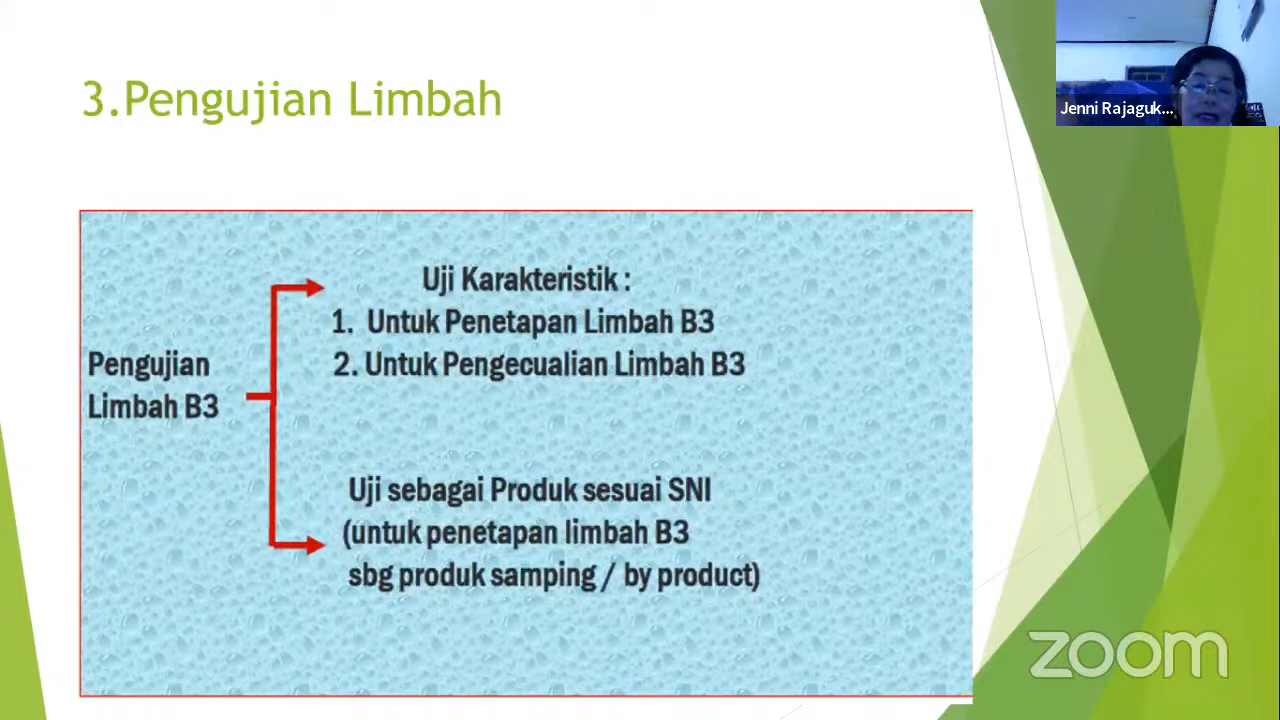 3.Pengujian Limbah
Jenni Rajaguk...
Uji Karakteristik :
1. Untuk Penetapan Limbah B3
2. Untuk Pengecualian Limbah B3
Pengujian
Limbah B3
Uji sebagai Produk sesuai SNI
(untuk penetapan limbah B3
sbg produk samping / by product)
zoom